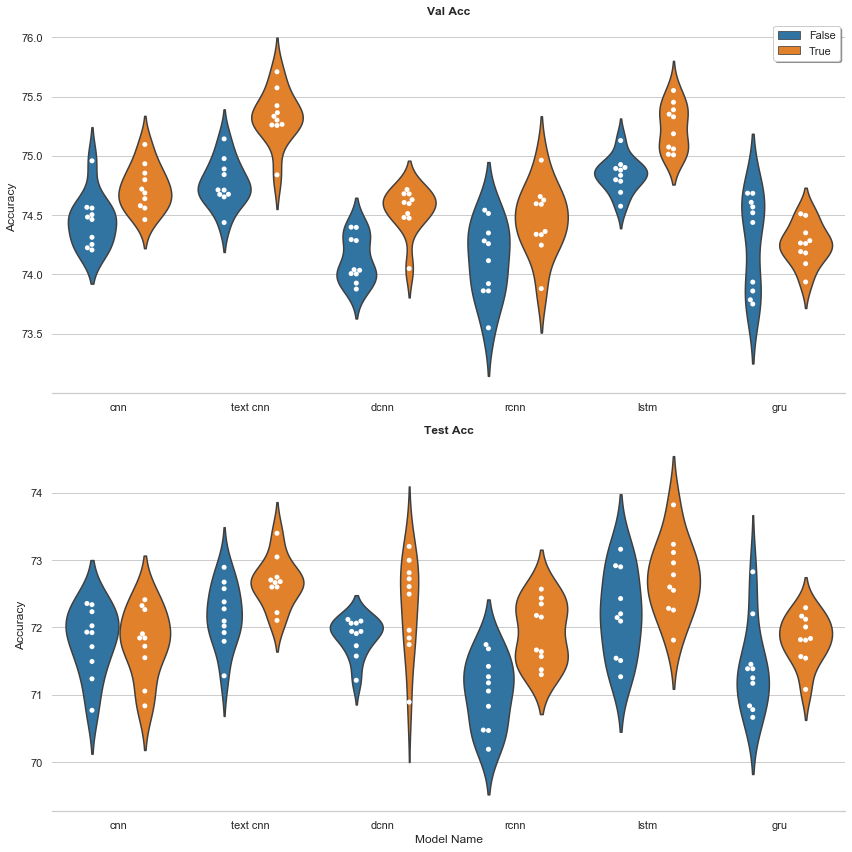 Val Acc
False
True
Accuracy
76.0
75.5
75.0
74.5
74.0
73.5
cnn
text cnn
dcnn
rcnn
lstm
gru
Test Acc
Accuracy
74
73
72
71
70
cnn
text cnn
dcnn
rcnn
lstm
gru
Model Name